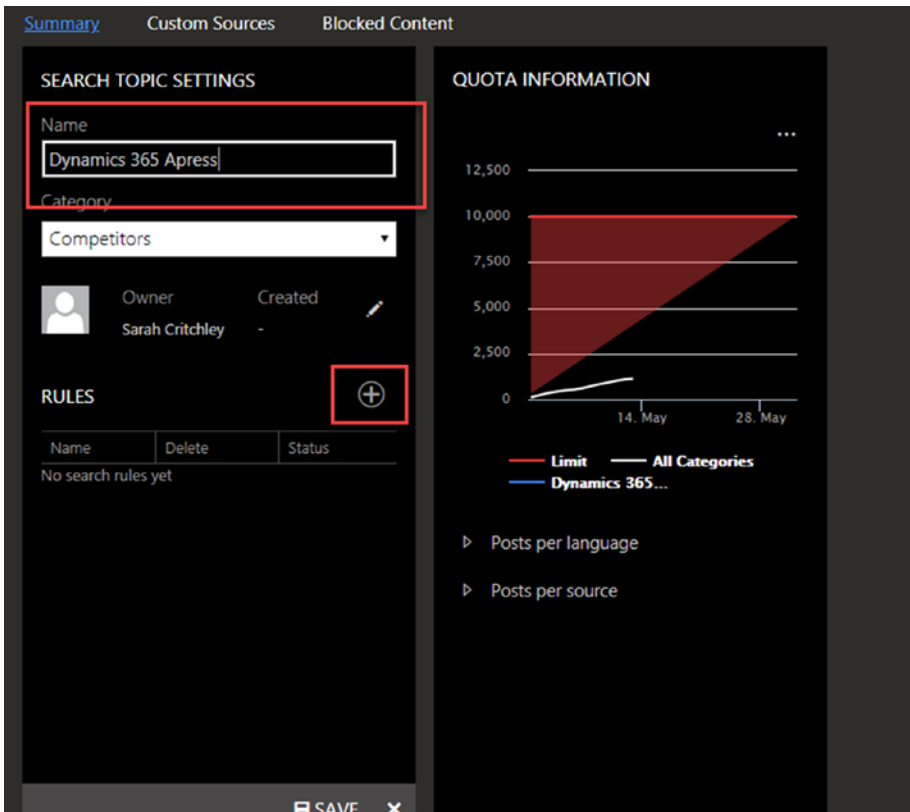 Summary Custom Sources Blocked Content
SEARCH TOPIC SETTINGS
Name
Dynamics 365 Apress
Category
Competitors
Owner Created
Sarah Critchley -
RULES
Name Delete Status
No search rules yet
SAVE
QUOTA INFORMATION
...
12,500
10,000
7,500
5,000
2,500
0
14. May 28. May
Limit All Categories
Dynamics 365...
Posts per language
Posts per source